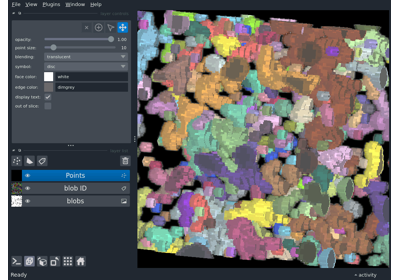 File View Plugins Window Help
opacity: 1.00
point size: 10
blending: translucent
symbol: disc
face color: white
edge color: dimgrey
display text:
out of slice:
Points
blob ID
blobs
Ready
activity